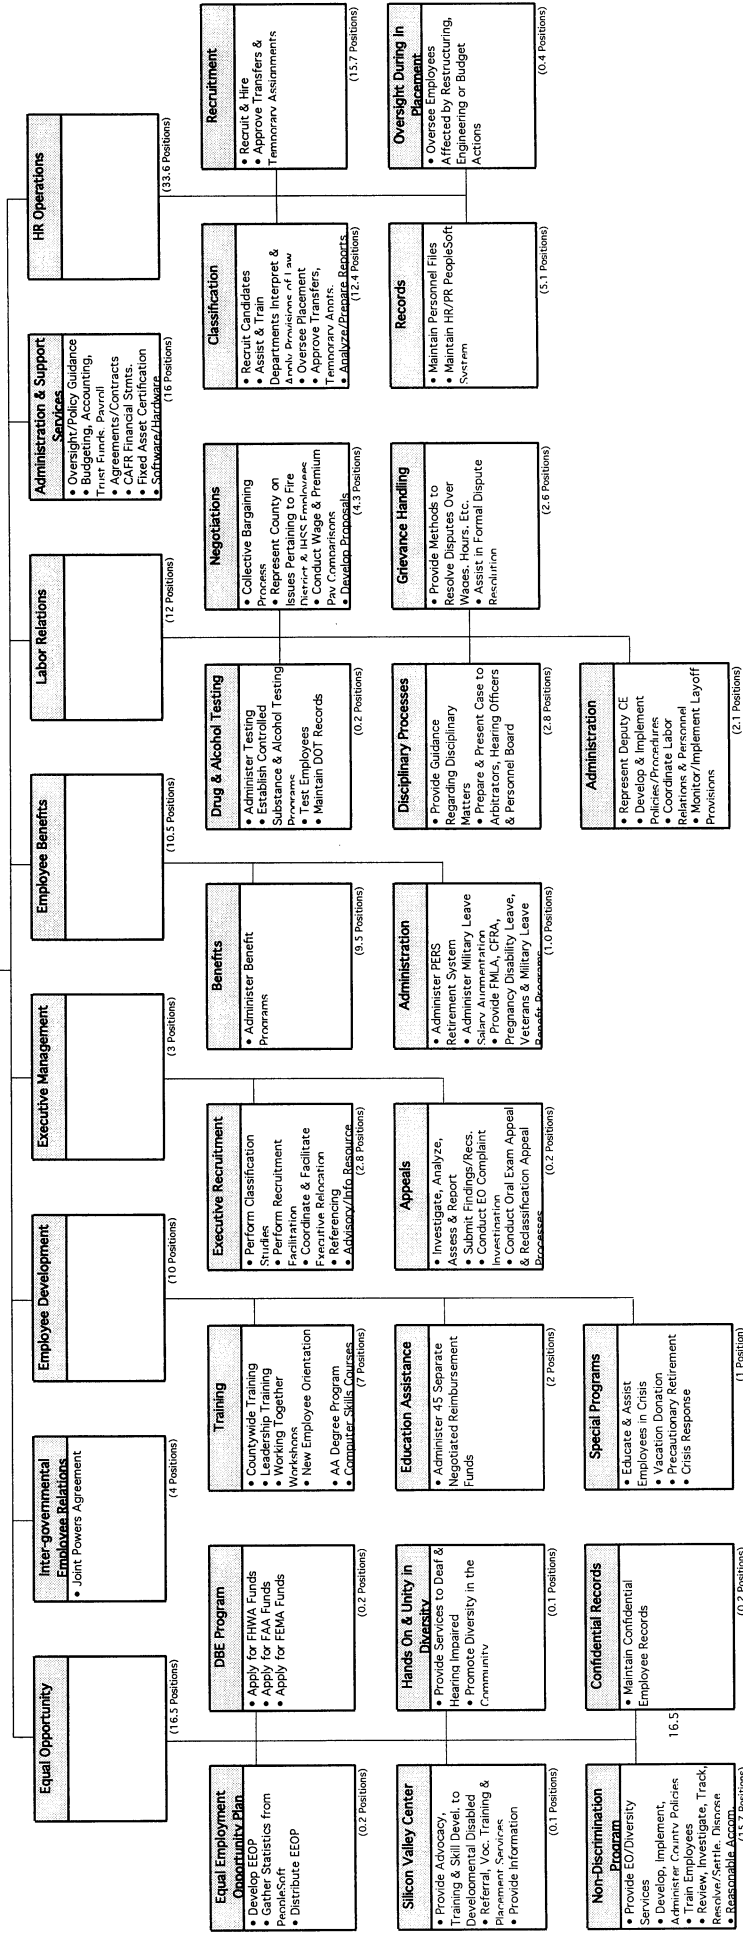 Equal Opportunity
(16.5 Positions)
Inter-governmental
Employee Relations
• Joint Powers Agreement
(4 Positions)
Employee Development
(10 Positions)
Executive Management
(3 Positions)
Employee Benefits
(10.5 Positions)
Labor Relations
(12 Positions)
Administration & Support
Services
• Oversight/Policy Guidance
• Budgeting, Accounting,
Trust Funds, Payroll
• Agreements/Contracts
• CAFR Financial Stmts.
• Fixed Asset Certification
• Software/Hardware
(16 Positions)
HR Operations
(33.6 Positions)
Equal Employment
Opportunity Plan
• Develop EEOP
• Gather Statistics from
PeopleSoft
• Distribute EEOP
(0.2 Positions)
DBE Program
• Apply for FHWA Funds
• Apply for FAA Funds
• Apply for FEMA Funds
(0.2 Positions)
Silicon Valley Center
• Provide Advocacy,
Training & Skill Devel. to
Developmental Disabled
• Referral, Voc. Training &
Placement Services
• Provide Information
(0.1 Positions)
Hands On & Unity in
Diversity
• Provide Services to Deaf &
Hearing Impaired
• Promote Diversity in the
Community
(0.1 Positions)
Non-Discrimination
Program
• Provide EO/Diversity
Services
• Develop, Implement,
Administer County Policies
• Train Employees
• Review, Investigate, Track,
Resolve/Settle, Dispose
• Reasonable Accom.
(15.7 Positions)
Confidential Records
• Maintain Confidential
Employee Records
(0.2 Positions)
16.5
Training
• Countywide Training
• Leadership Training
• Working Together
Workshops
• New Employee Orientation
• AA Degree Program
• Computer Skills Courses
(7 Positions)
Education Assistance
• Administer 45 Separate
Negotiated Reimbursement
Funds
(2 Positions)
Special Programs
• Educate & Assist
Employees in Crisis
• Vacation Donation
• Precautionary Retirement
• Crisis Response
(1 Position)
Executive Recruitment
• Perform Classification
Studies
• Perform Recruitment
Facilitation
• Coordinate & Facilitate
Executive Relocation
• Referencing
• Advisory/Info Resource
(2.8 Positions)
Appeals
• Investigate, Analyze,
Assess & Report
• Submit Findings/Recs.
• Conduct EO Complaint
Investigation
• Conduct Oral Exam Appeal
& Reclassification Appeal
Processes
(0.2 Positions)
Benefits
• Administer Benefit
Programs
(9.5 Positions)
Administration
• Administer PERS
Retirement System
• Administer Military Leave
Salary Augmentation
• Provide FMLA, CFRA,
Pregnancy Disability Leave,
Veterans & Military Leave
Benefit Programs
(1.0 Positions)
Drug & Alcohol Testing
• Administer Testing
• Establish Controlled
Substance & Alcohol Testing
Programs
• Test Employees
• Maintain DOT Records
(0.2 Positions)
Negotiations
• Collective Bargaining
Process
• Represent County on
Issues Pertaining to Fire
District & IHSS Employees
• Conduct Wage & Premium
Pay Comparisons
• Develop Proposals
(4.3 Positions)
Disciplinary Processes
• Provide Guidance
Regarding Disciplinary
Matters
• Prepare & Present Case to
Arbitrators, Hearing Officers
& Personnel Board
(2.8 Positions)
Grievance Handling
• Provide Methods to
Resolve Disputes Over
Wages, Hours, Etc.
• Assist in Formal Dispute
Resolution
(2.6 Positions)
Administration
• Represent Deputy CE
• Develop & Implement
Policies/Procedures
• Coordinate Labor
Relations & Personnel
• Monitor/Implement Layoff
Provisions
(2.1 Positions)
Classification
• Recruit Candidates
• Assist & Train
Departments Interpret &
Apply Provisions of Law
• Oversee Placement
• Approve Transfers,
Temporary Appts.
• Analyze/Prepare Reports
(12.4 Positions)
Recruitment
• Recruit & Hire
• Approve Transfers &
Temporary Assignments
(15.7 Positions)
Records
• Maintain Personnel Files
• Maintain HR/PR PeopleSoft
System
(5.1 Positions)
Oversight During In
Placement
• Oversee Employees
Affected by Restructuring,
Engineering or Budget
Actions
(0.4 Positions)